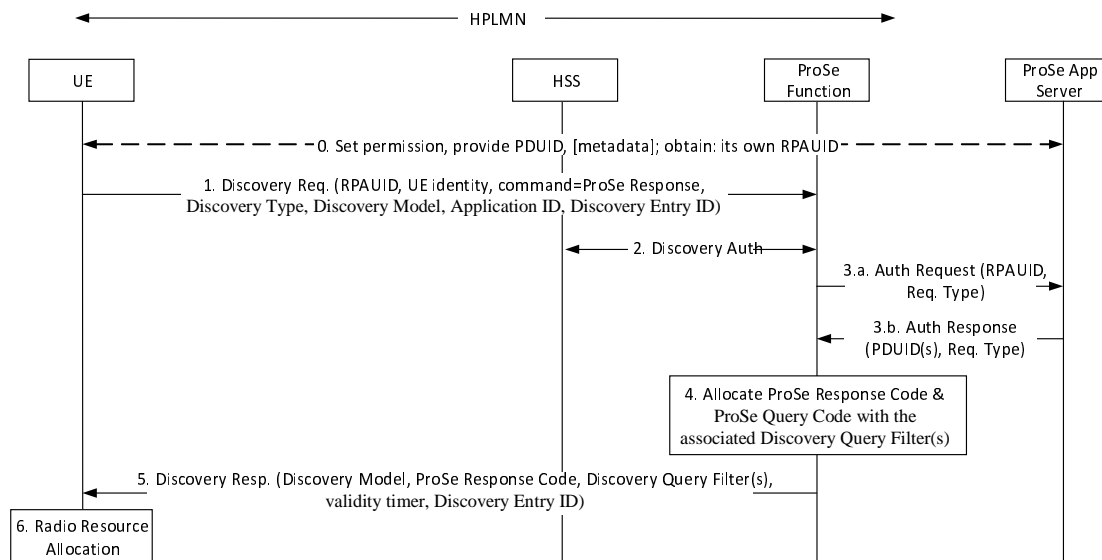 HPLMN
UE
HSS
ProSe
Function
ProSe App
Server
0. Set permission, provide PDUID, [metadata]; obtain: its own RPAUID
1. Discovery Req. (RPAUID, UE identity, command=ProSe Response,
Discovery Type, Discovery Model, Application ID, Discovery Entry ID)
2. Discovery Auth
3.a. Auth Request (RPAUID,
Req. Type)
3.b. Auth Response
(PDUID(s), Req. Type)
4. Allocate ProSe Response Code &
ProSe Query Code with the
associated Discovery Query Filter(s)
5. Discovery Resp. (Discovery Model, ProSe Response Code, Discovery Query Filter(s),
validity timer, Discovery Entry ID)
6. Radio Resource
Allocation